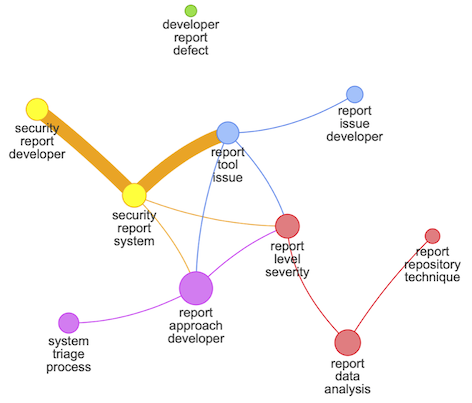 developer
report
defect
security
report
developer
report
tool
issue
report
issue
developer
security
report
system
report
level
severity
report
repository
technique
report
approach
developer
system
triage
process
report
data
analysis